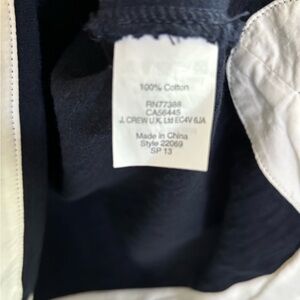 100% Cotton
RN77388
CA56445
J. CREW U.K. Ltd EC4V 6JA
Made in China
Style 22069
SP 13